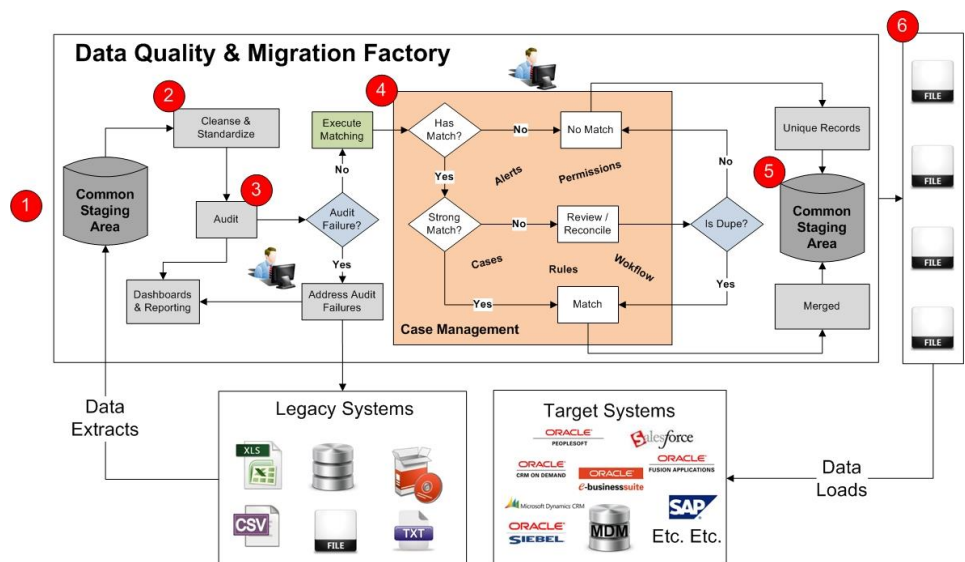 Data Quality & Migration Factory
1
2
Cleanse &
Standardize
Common
Staging
Area
3
Audit
Dashboards
& Reporting
Execute
Matching
No
Audit
Failure?
Yes
Address Audit
Failures
4
Has
Match?
No
No Match
Yes
Alerts
Permissions
Strong
Match?
No
Review /
Reconcile
Cases
Rules
Wokflow
Yes
Match
Case Management
No
Is Dupe?
Yes
Unique Records
5
Common
Staging
Area
Merged
6
FILE
FILE
FILE
FILE
Data
Extracts
Legacy Systems
XLS
CSV
FILE
TXT
Target Systems
ORACLE
PEOPLESOFT
Salesforce
ORACLE
CRM ON DEMAND
ORACLE
e-businesssuite
ORACLE
FUSION APPLICATIONS
Microsoft Dynamics CRM
SAP
ORACLE
SIEBEL
MDM
Etc. Etc.
Data
Loads